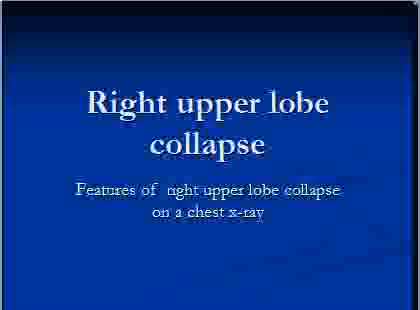 Right upper lobe
collapse
Features of right upper lobe collapse
on a chest x-ray